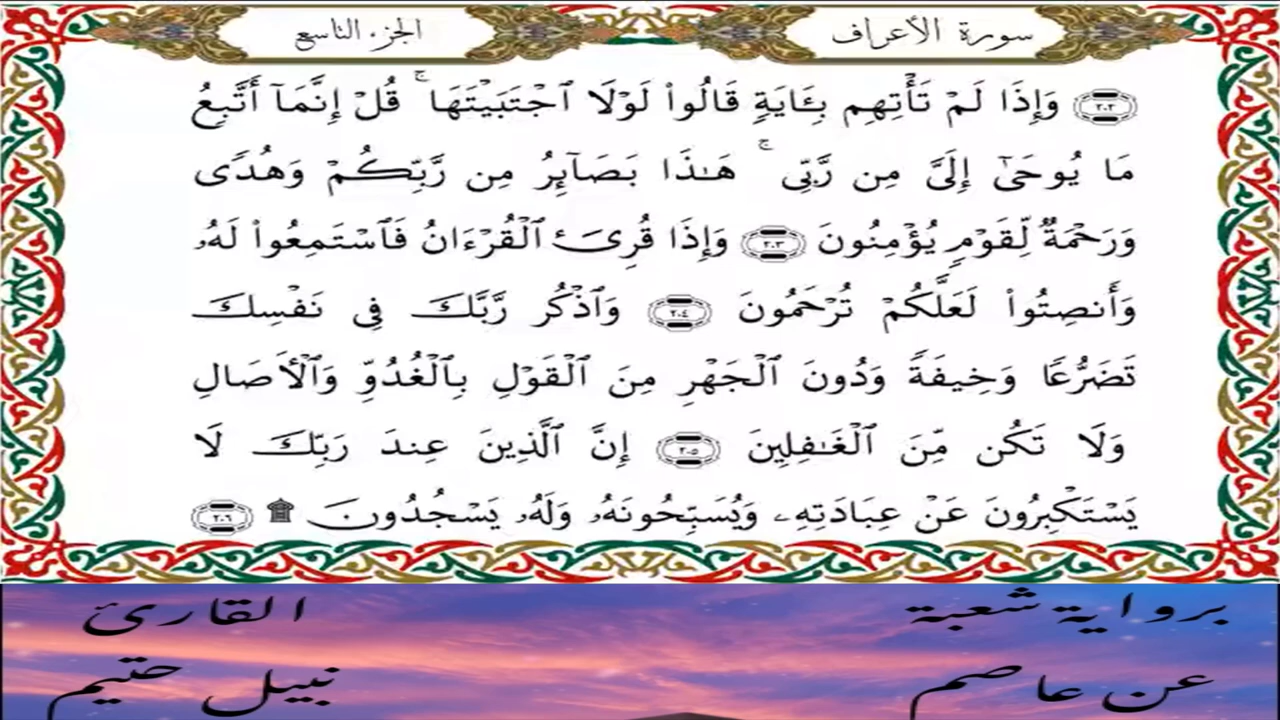 سورة الأعراف
الجزء التاسع
﴿٢٠٢﴾ وَإِذَا لَمْ تَأْتِهِم بِـَٔايَةٍ قَالُوا۟ لَوْلَا ٱجْتَبَيْتَهَا ۚ قُلْ إِنَّمَآ أَتَّبِعُ
مَا يُوحَىٰٓ إِلَىَّ مِن رَّبِّى ۚ هَـٰذَا بَصَآئِرُ مِن رَّبِّكُمْ وَهُدًى
وَرَحْمَةٌ لِّقَوْمٍ يُؤْمِنُونَ ﴿٢٠٣﴾ وَإِذَا قُرِئَ ٱلْقُرْءَانُ فَٱسْتَمِعُوا۟ لَهُۥ
وَأَنصِتُوا۟ لَعَلَّكُمْ تُرْحَمُونَ ﴿٢٠٤﴾ وَٱذْكُر رَّبَّكَ فِى نَفْسِكَ
تَضَرُّعًا وَخِيفَةً وَدُونَ ٱلْجَهْرِ مِنَ ٱلْقَوْلِ بِٱلْغُدُوِّ وَٱلْـَٔاصَالِ
وَلَا تَكُن مِّنَ ٱلْغَـٰفِلِينَ ﴿٢٠٥﴾ إِنَّ ٱلَّذِينَ عِندَ رَبِّكَ لَا
يَسْتَكْبِرُونَ عَنْ عِبَادَتِهِۦ وَيُسَبِّحُونَهُۥ وَلَهُۥ يَسْجُدُونَ ۩ ﴿٢٠٦﴾
برواية شعبة
عن عاصم
القارئ
نبيل حتيم